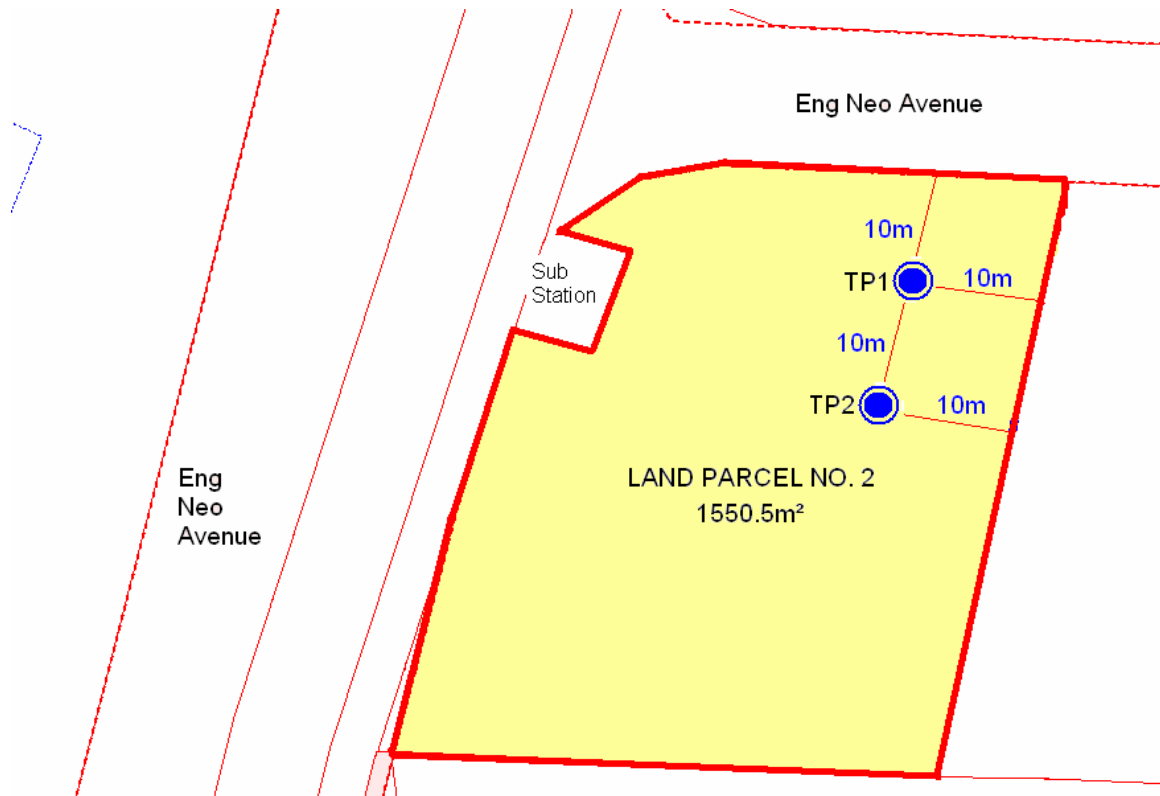 Eng Neo Avenue
10m
Sub
Station
TP1
10m
10m
TP2
10m
LAND PARCEL NO. 2
1550.5m²
Eng
Neo
Avenue